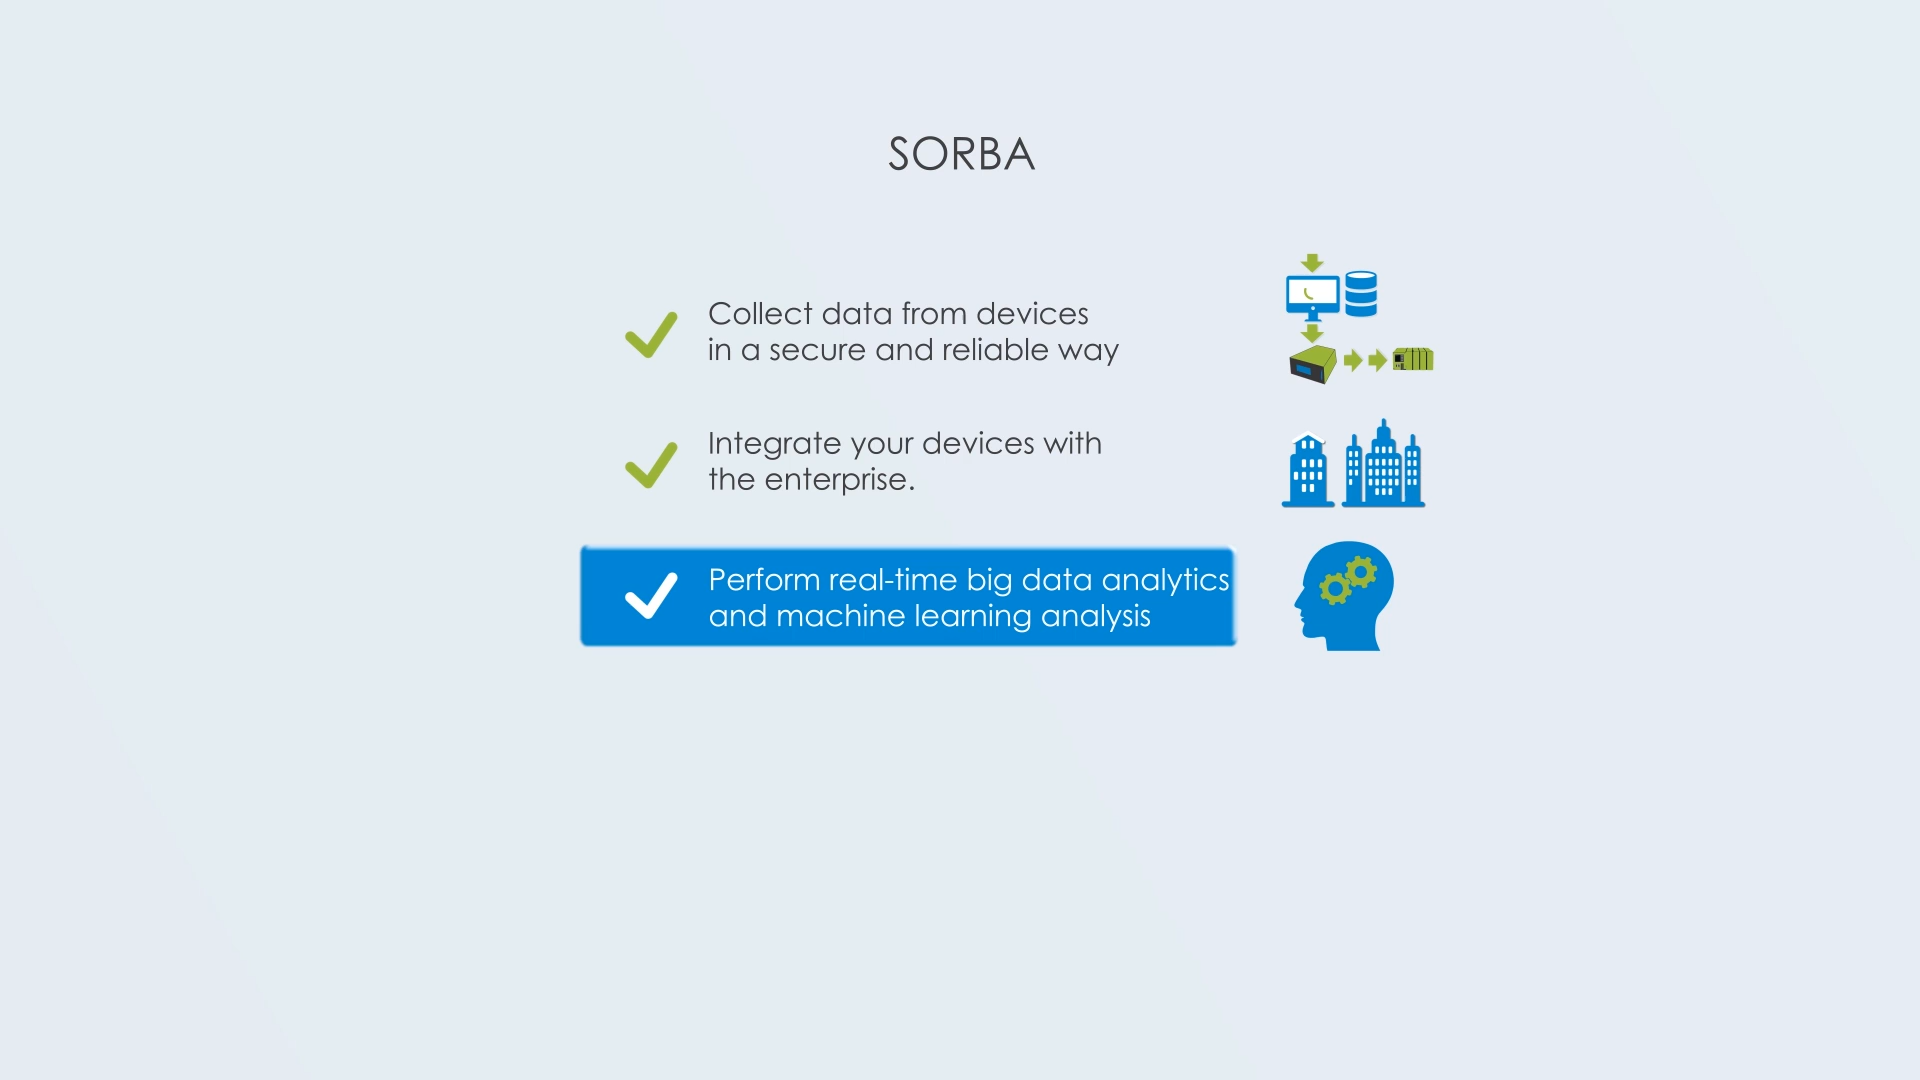 SORBA
Collect data from devices
in a secure and reliable way
Integrate your devices with
the enterprise.
Perform real-time big data analytics
and machine learning analysis